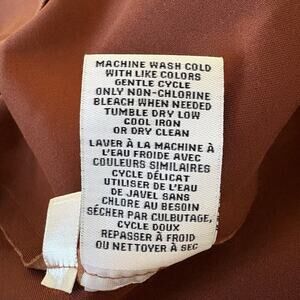 MACHINE WASH COLD
WITH LIKE COLORS
GENTLE CYCLE
ONLY NON-CHLORINE
BLEACH WHEN NEEDED
TUMBLE DRY LOW
COOL IRON
OR DRY CLEAN
LAVER À LA MACHINE À
L'EAU FROIDE AVEC
COULEURS SIMILAIRES
CYCLE DÉLICAT
UTILISER DE L'EAU
DE JAVEL SANS
CHLORE AU BESOIN
SÉCHER PAR CULBUTAGE,
CYCLE DOUX
REPASSER À FROID
OU NETTOYER À SEC